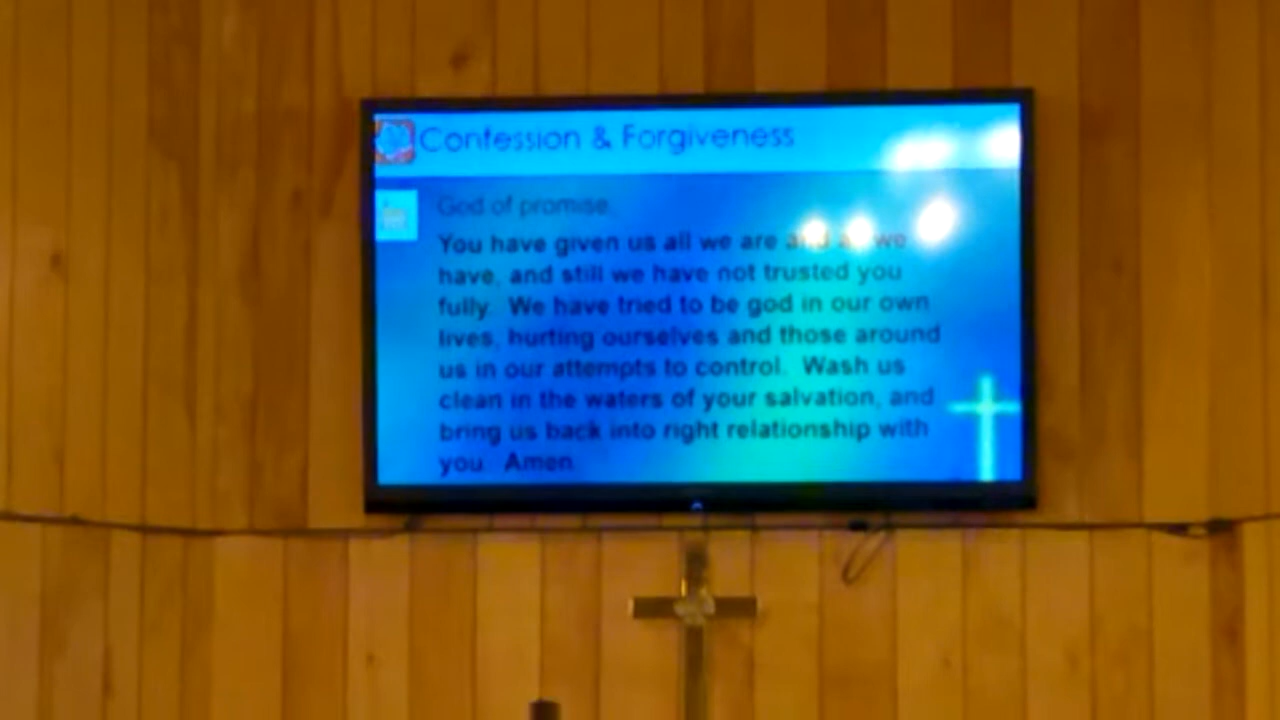 Confession & Forgiveness
God of promise,
You have given us all we are and all we
have, and still we have not trusted you
fully. We have tried to be god in our own
lives, hurting ourselves and those around
us in our attempts to control. Wash us
clean in the waters of your salvation, and
bring us back into right relationship with
you. Amen.